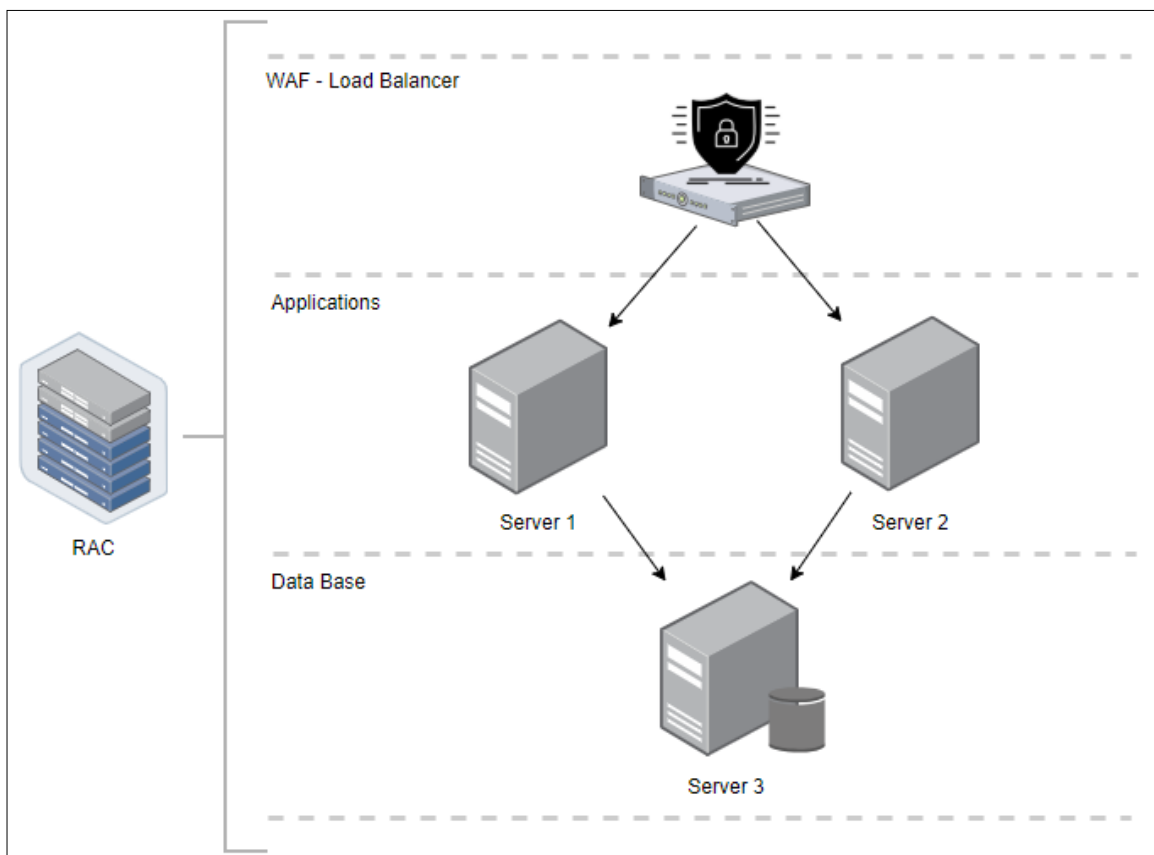 WAF - Load Balancer
Applications
Server 1
Server 2
RAC
Data Base
Server 3